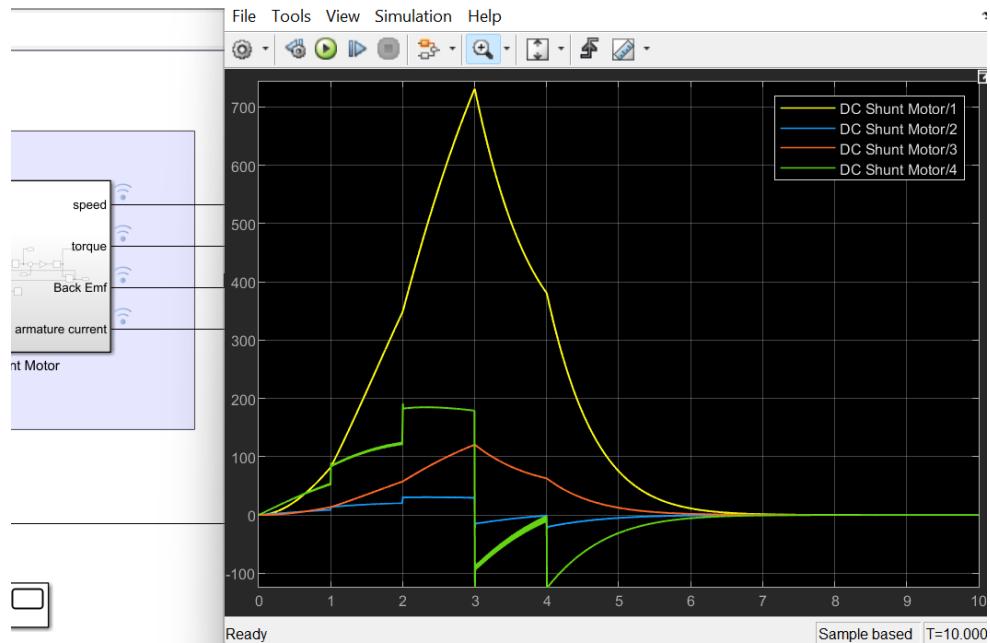 File Tools View Simulation Help
DC Shunt Motor/1
DC Shunt Motor/2
DC Shunt Motor/3
DC Shunt Motor/4
700
600
500
400
300
200
100
0
-100
0 1 2 3 4 5 6 7 8 9 10
speed
torque
Back Emf
armature current
nt Motor
Ready
Sample based T=10.000